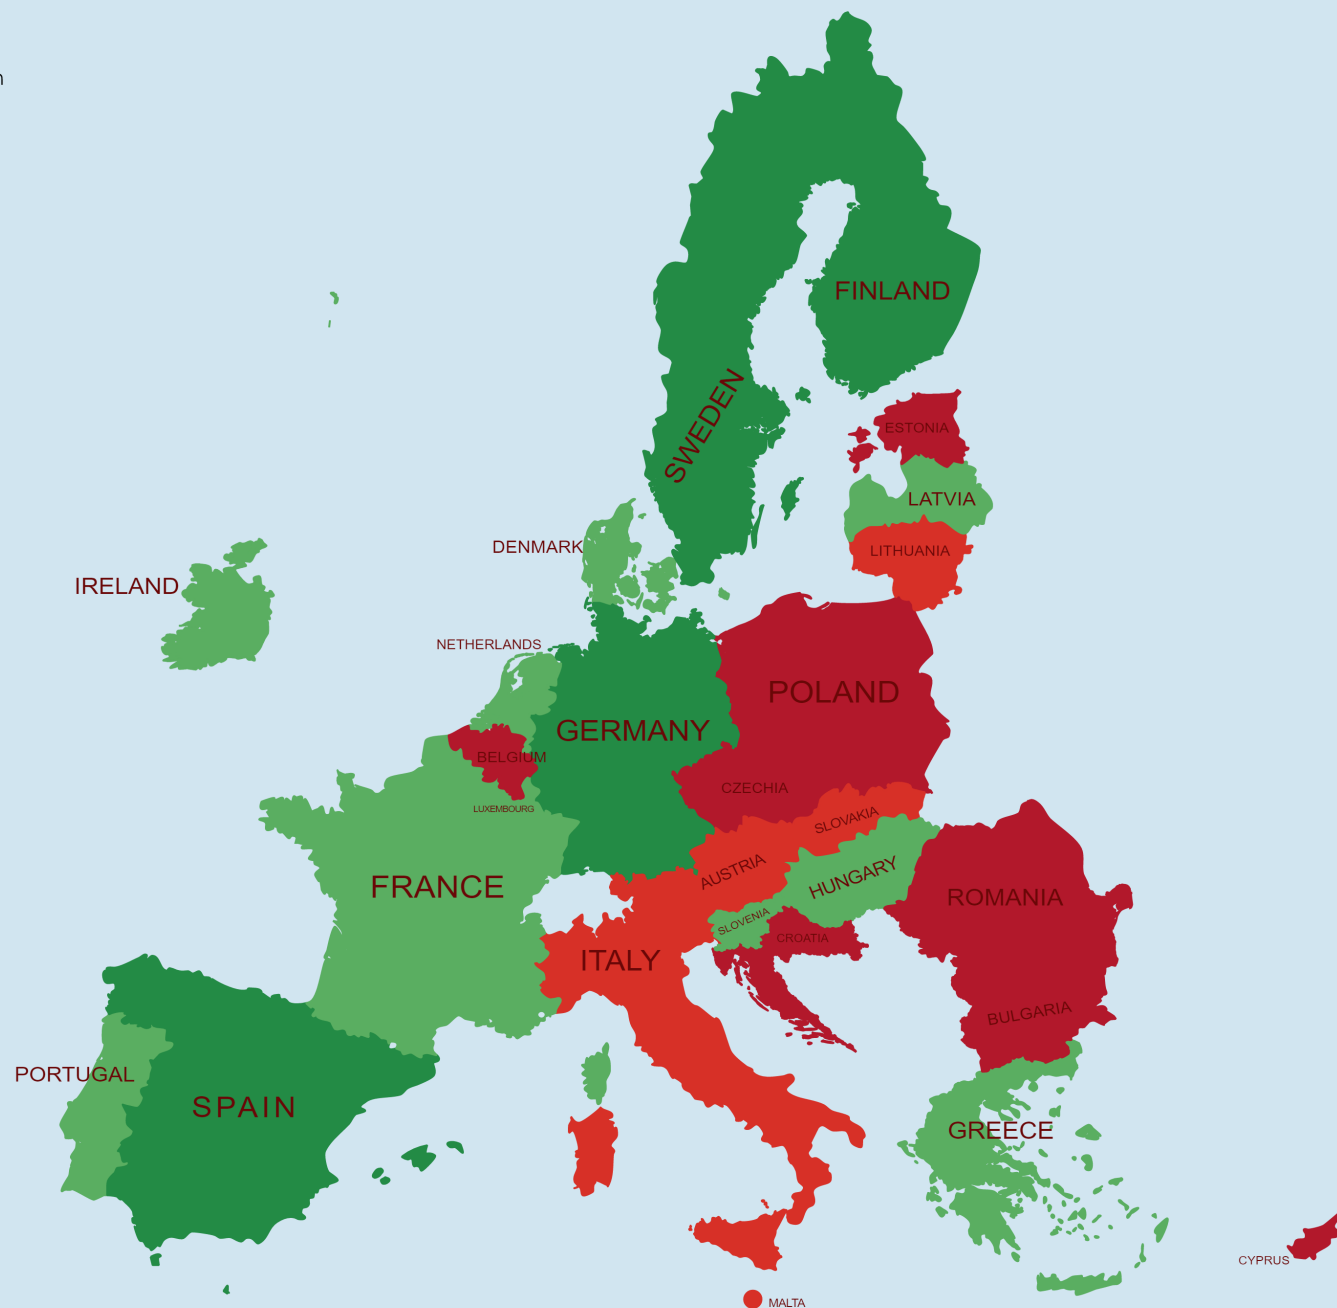 n
FINLAND
SWEDEN
ESTONIA
LATVIA
DENMARK
LITHUANIA
IRELAND
NETHERLANDS
POLAND
GERMANY
BELGIUM
CZECHIA
LUXEMBOURG
SLOVAKIA
AUSTRIA
HUNGARY
FRANCE
ROMANIA
SLOVENIA
CROATIA
ITALY
BULGARIA
PORTUGAL
SPAIN
GREECE
CYPRUS
MALTA